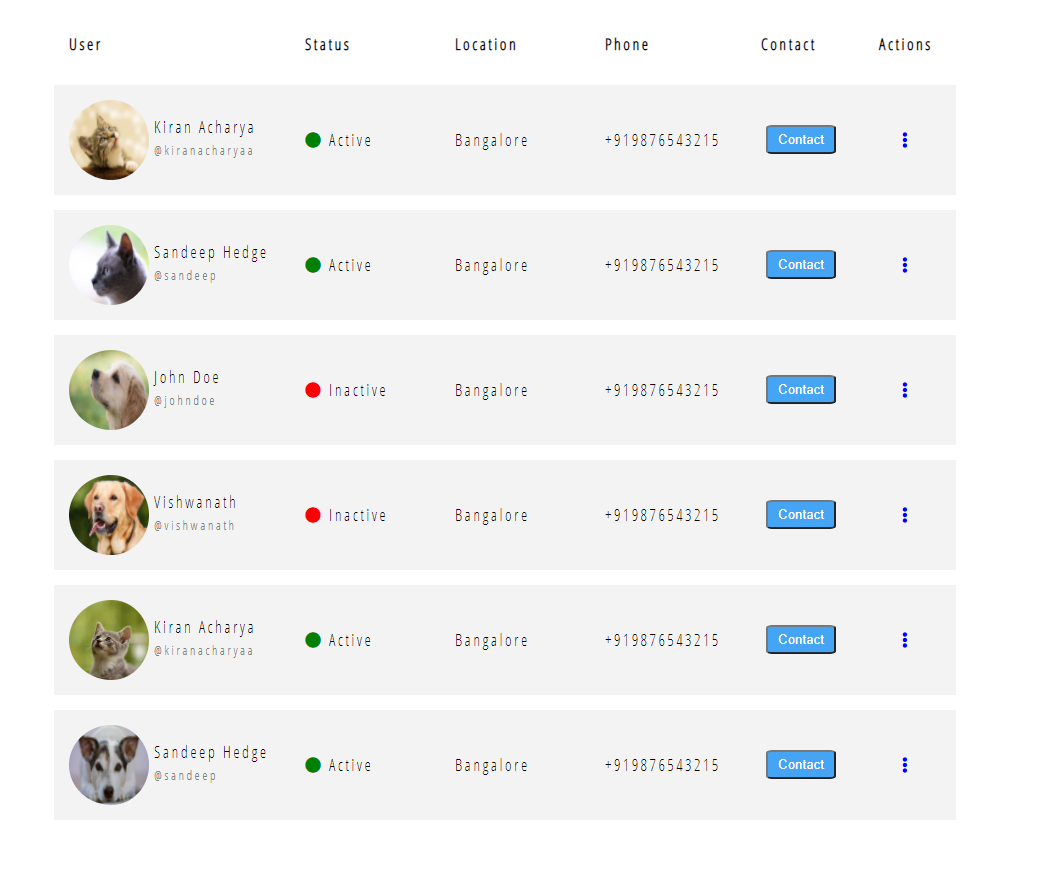 User Status Location Phone Contact Actions
Kiran Acharya
@kiranacharyaa
Active Bangalore +919876543215 Contact
Sandeep Hedge
@sandeep
Active Bangalore +919876543215 Contact
John Doe
@johndoe
Inactive Bangalore +919876543215 Contact
Vishwanath
@vishwanath
Inactive Bangalore +919876543215 Contact
Kiran Acharya
@kiranacharyaa
Active Bangalore +919876543215 Contact
Sandeep Hedge
@sandeep
Active Bangalore +919876543215 Contact